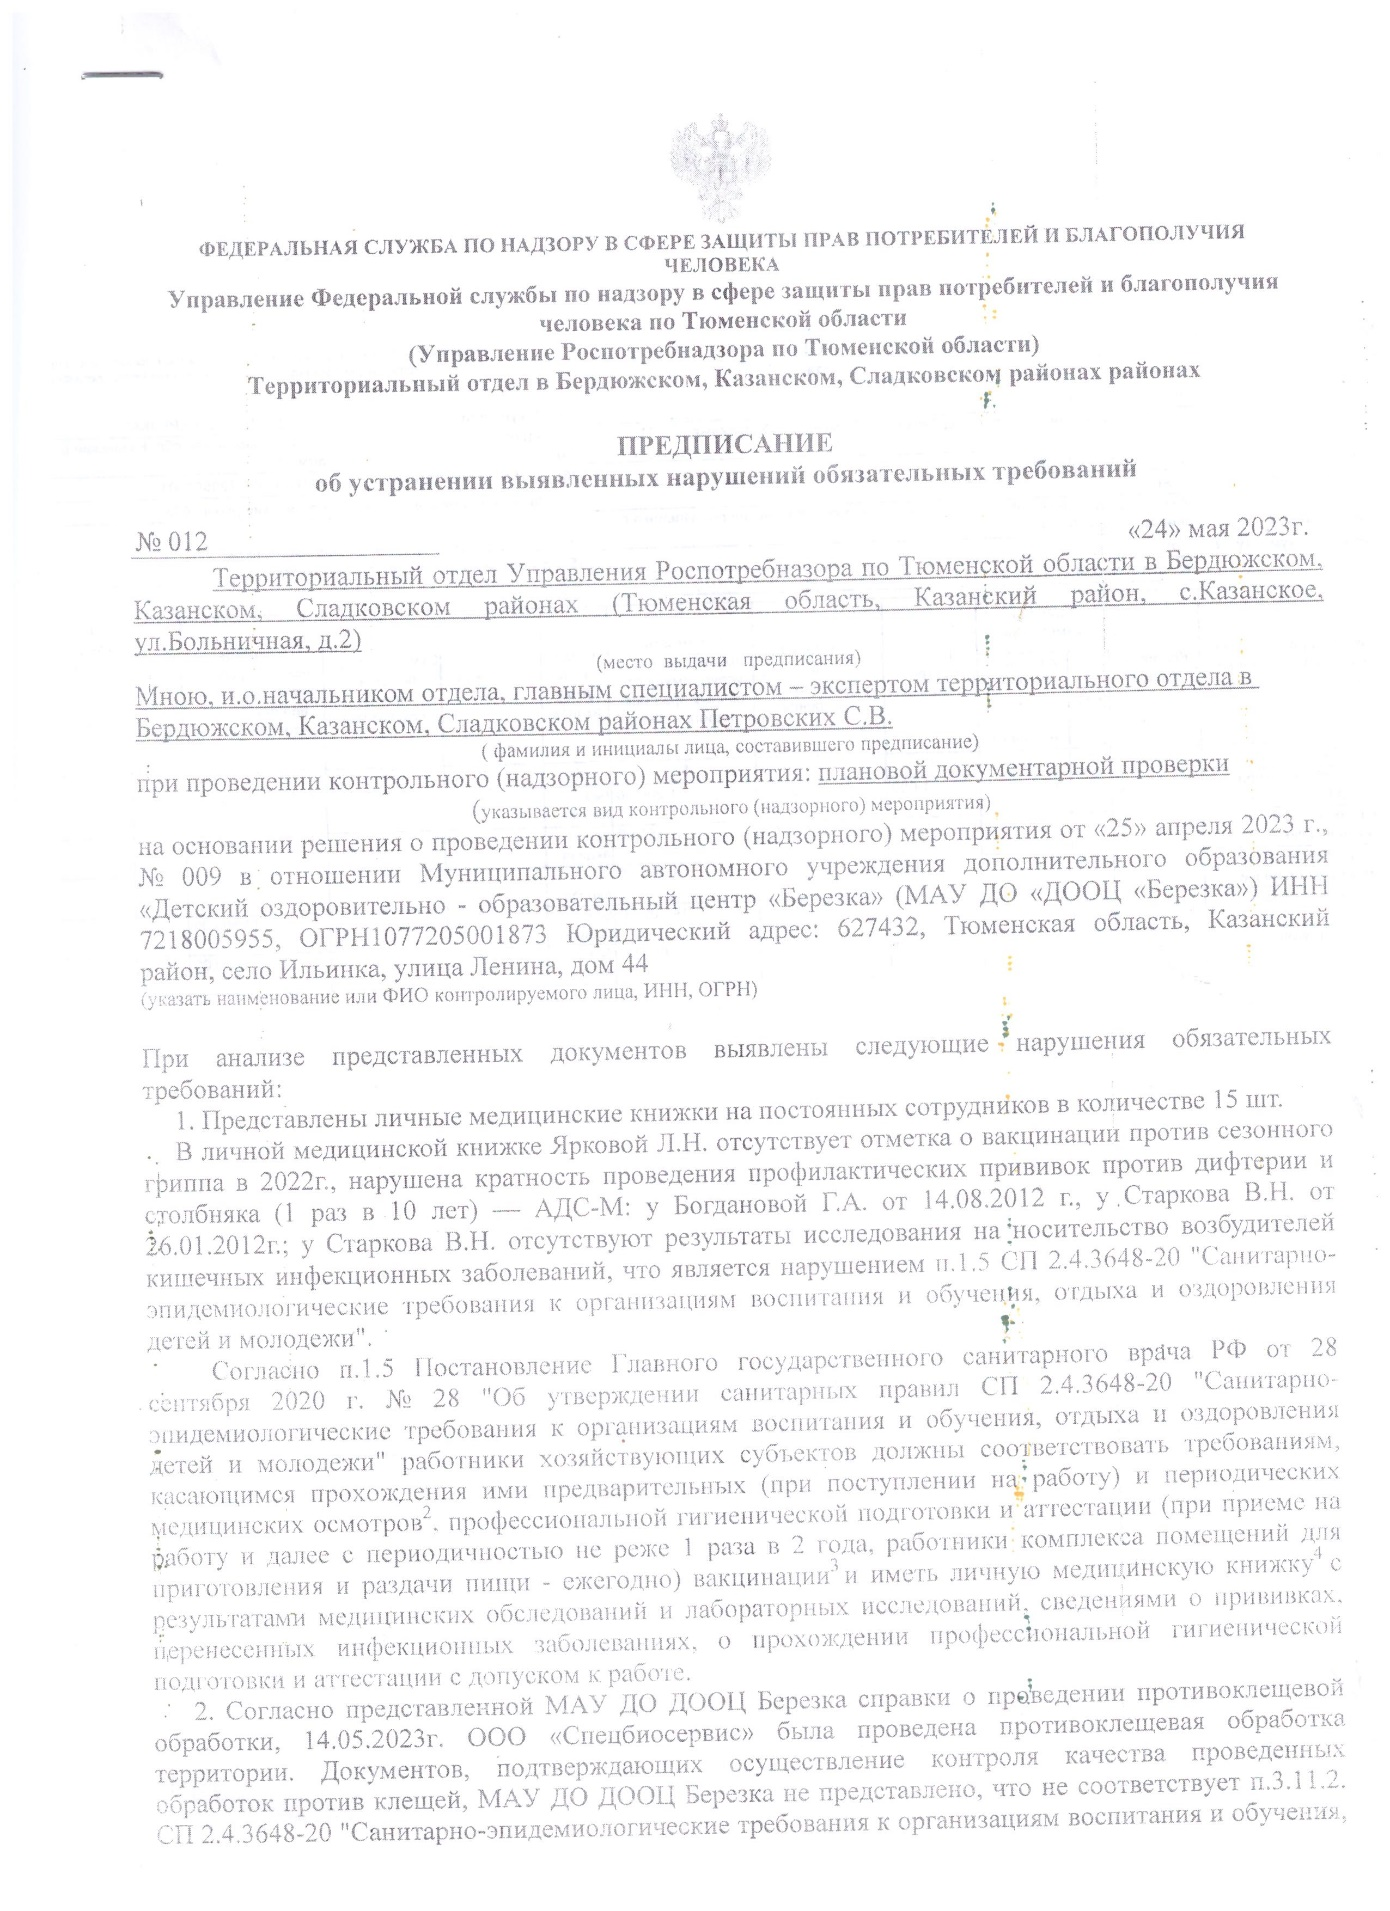 ФЕДЕРАЛЬНАЯ СЛУЖБА ПО НАДЗОРУ В СФЕРЕ ЗАЩИТЫ ПРАВ ПОТРЕБИТЕЛЕЙ И БЛАГОПОЛУЧИЯ
ЧЕЛОВЕКА
Управление Федеральной службы по надзору в сфере защиты прав потребителей и благополучия
человека по Тюменской области
(Управление Роспотребнадзора по Тюменской области)
Территориальный отдел в Бердюжском, Казанском, Сладковском районах районах
ПРЕДПИСАНИЕ
об устранении выявленных нарушений обязательных требований
№ 012 «24» мая 2023г.
Территориальный отдел Управления Роспотребназора по Тюменской области в Бердюжском,
Казанском, Сладковском районах (Тюменская область, Казанский район, с.Казанское,
ул.Больничная, д.2)
(место выдачи предписания)
Мною, и.о.начальником отдела, главным специалистом – экспертом территориального отдела в
Бердюжском, Казанском, Сладковском районах Петровских С.В.
( фамилия и инициалы лица, составившего предписание)
при проведении контрольного (надзорного) мероприятия: плановой документарной проверки
(указывается вид контрольного (надзорного) мероприятия)
на основании решения о проведении контрольного (надзорного) мероприятия от «25» апреля 2023 г.,
№ 009 в отношении Муниципального автономного учреждения дополнительного образования
«Детский оздоровительно - образовательный центр «Березка» (МАУ ДО «ДООЦ «Березка») ИНН
7218005955, ОГРН1077205001873 Юридический адрес: 627432, Тюменская область, Казанский
район, село Ильинка, улица Ленина, дом 44
(указать наименование или ФИО контролируемого лица, ИНН, ОГРН)
При анализе представленных документов выявлены следующие нарушения обязательных
требований:
1. Представлены личные медицинские книжки на постоянных сотрудников в количестве 15 шт.
В личной медицинской книжке Ярковой Л.Н. отсутствует отметка о вакцинации против сезонного
гриппа в 2022г., нарушена кратность проведения профилактических прививок против дифтерии и
столбняка (1 раз в 10 лет) — АДС-М: у Богдановой Г.А. от 14.08.2012 г., у Старкова В.Н. от
26.01.2012г.; у Старкова В.Н. отсутствуют результаты исследования на носительство возбудителей
кишечных инфекционных заболеваний, что является нарушением п.1.5 СП 2.4.3648-20 "Санитарно-
эпидемиологические требования к организациям воспитания и обучения, отдыха и оздоровления
детей и молодежи".
Согласно п.1.5 Постановление Главного государственного санитарного врача РФ от 28
сентября 2020 г. № 28 "Об утверждении санитарных правил СП 2.4.3648-20 "Санитарно-
эпидемиологические требования к организациям воспитания и обучения, отдыха и оздоровления
детей и молодежи" работники хозяйствующих субъектов должны соответствовать требованиям,
касающимся прохождения ими предварительных (при поступлении на работу) и периодических
медицинских осмотров², профессиональной гигиенической подготовки и аттестации (при приеме на
работу и далее с периодичностью не реже 1 раза в 2 года, работники комплекса помещений для
приготовления и раздачи пищи - ежегодно) вакцинации³ и иметь личную медицинскую книжку⁴ с
результатами медицинских обследований и лабораторных исследований, сведениями о прививках,
перенесенных инфекционных заболеваниях, о прохождении профессиональной гигиенической
подготовки и аттестации с допуском к работе.
2. Согласно представленной МАУ ДО ДООЦ Березка справки о проведении противоклещевой
обработки, 14.05.2023г. ООО «Спецбиосервис» была проведена противоклещевая обработка
территории. Документов, подтверждающих осуществление контроля качества проведенных
обработок против клещей, МАУ ДО ДООЦ Березка не представлено, что не соответствует п.3.11.2.
СП 2.4.3648-20 "Санитарно-эпидемиологические требования к организациям воспитания и обучения,